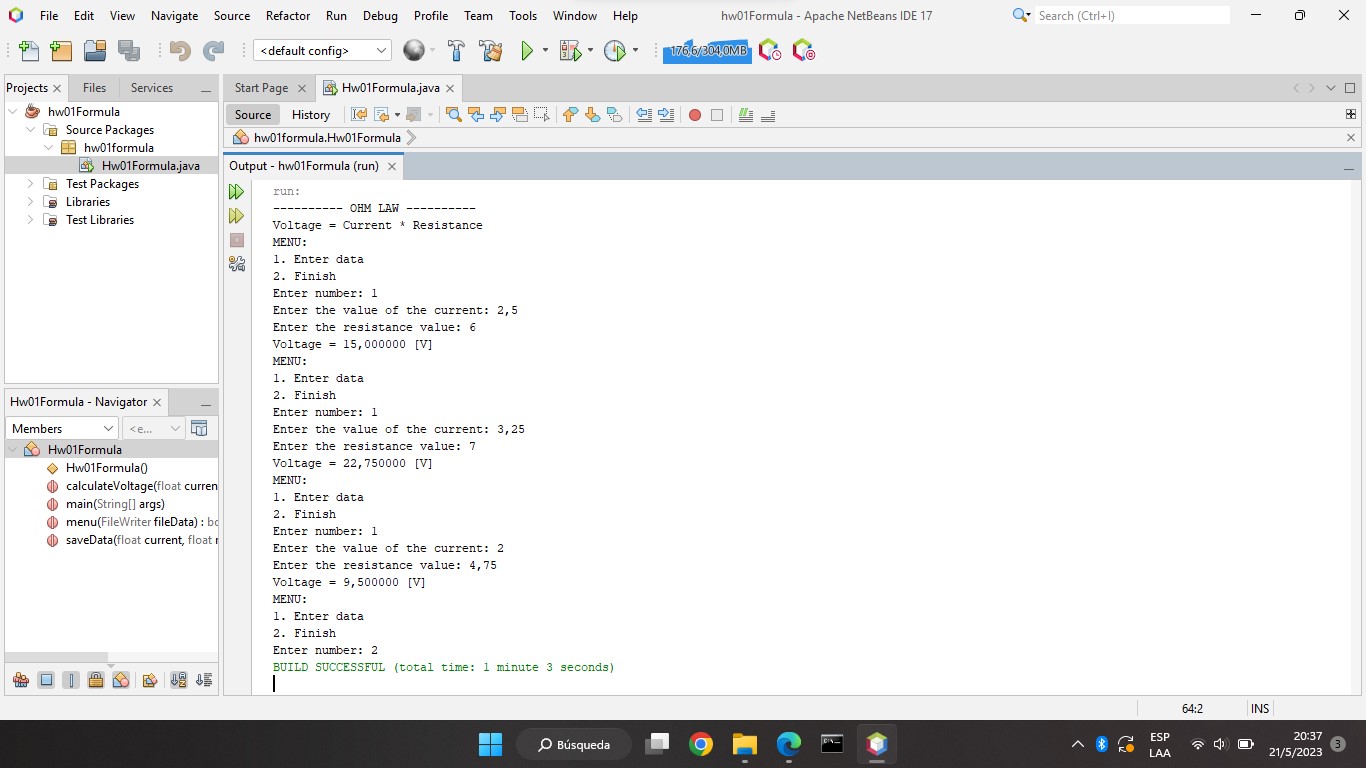 File Edit View Navigate Source Refactor Run Debug Profile Team Tools Window Help hw01Formula - Apache NetBeans IDE 17 Search (Ctrl+I)
<default config> 176,6/304,0MB
Projects Files Services
hw01Formula
Source Packages
hw01formula
Hw01Formula.java
Test Packages
Libraries
Test Libraries
Hw01Formula - Navigator
Members <e...
Hw01Formula
Hw01Formula()
calculateVoltage(float curren
main(String[] args)
menu(FileWriter fileData) : bo
saveData(float current, float r
Start Page Hw01Formula.java
Source History
hw01formula.Hw01Formula
Output - hw01Formula (run)
run:
---------- OHM LAW ----------
Voltage = Current * Resistance
MENU:
1. Enter data
2. Finish
Enter number: 1
Enter the value of the current: 2,5
Enter the resistance value: 6
Voltage = 15,000000 [V]
MENU:
1. Enter data
2. Finish
Enter number: 1
Enter the value of the current: 3,25
Enter the resistance value: 7
Voltage = 22,750000 [V]
MENU:
1. Enter data
2. Finish
Enter number: 1
Enter the value of the current: 2
Enter the resistance value: 4,75
Voltage = 9,500000 [V]
MENU:
1. Enter data
2. Finish
Enter number: 2
BUILD SUCCESSFUL (total time: 1 minute 3 seconds)
64:2 INS
Búsqueda
ESP
LAA
20:37
21/5/2023
3